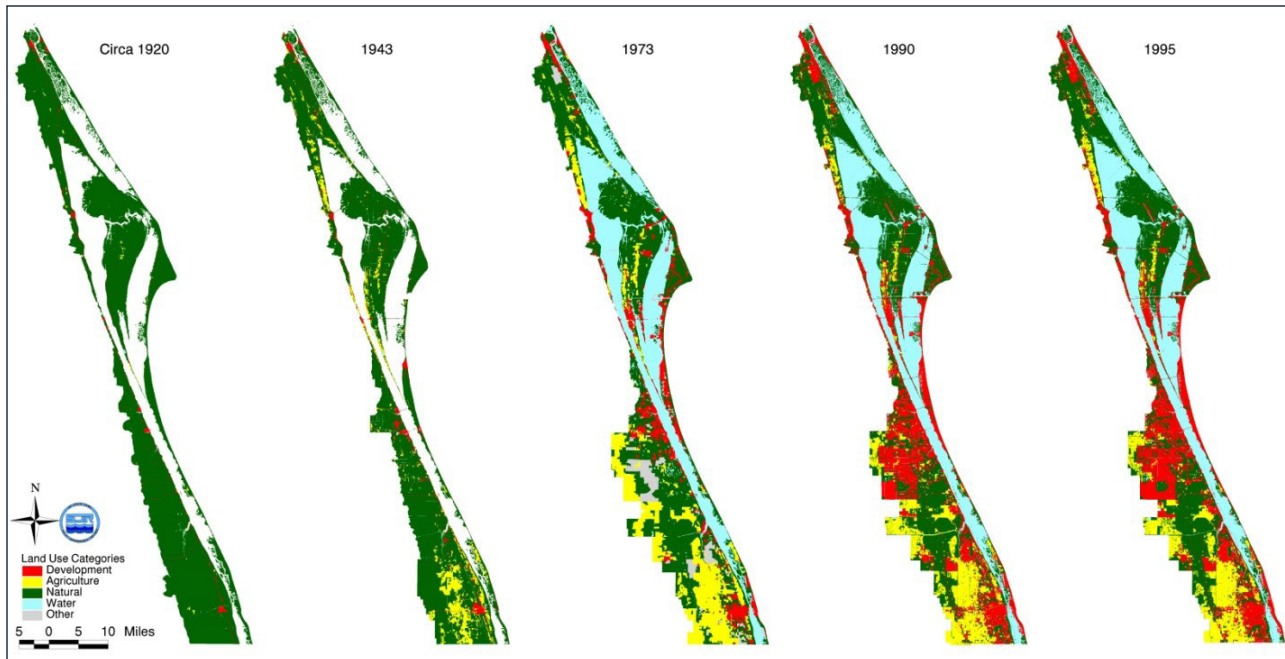 Circa 1920
1943
1973
1990
1995
N
Land Use Categories
Development
Agriculture
Natural
Water
Other
5 0 5 10 Miles